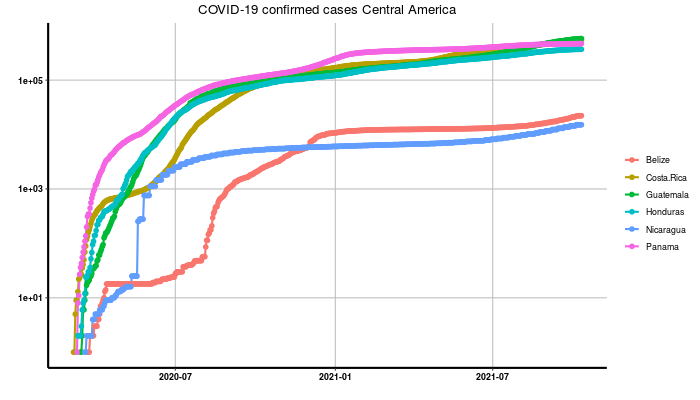 COVID-19 confirmed cases Central America
1e+05
1e+03
1e+01
2020-07
2021-01
2021-07
Belize
Costa.Rica
Guatemala
Honduras
Nicaragua
Panama